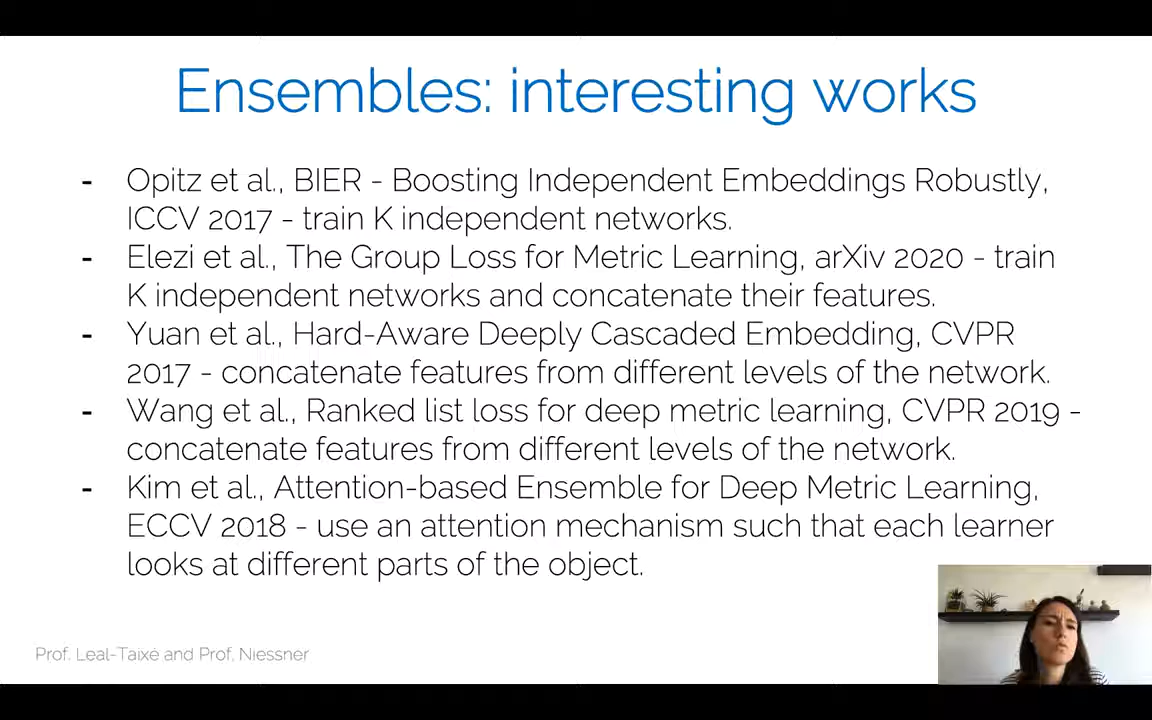 Ensembles: interesting works
- Opitz et al., BIER - Boosting Independent Embeddings Robustly,
ICCV 2017 - train K independent networks.
- Elezi et al., The Group Loss for Metric Learning, arXiv 2020 - train
K independent networks and concatenate their features.
- Yuan et al., Hard-Aware Deeply Cascaded Embedding, CVPR
2017 - concatenate features from different levels of the network.
- Wang et al., Ranked list loss for deep metric learning, CVPR 2019 -
concatenate features from different levels of the network.
- Kim et al., Attention-based Ensemble for Deep Metric Learning,
ECCV 2018 - use an attention mechanism such that each learner
looks at different parts of the object.
Prof. Leal-Taixé and Prof. Niessner